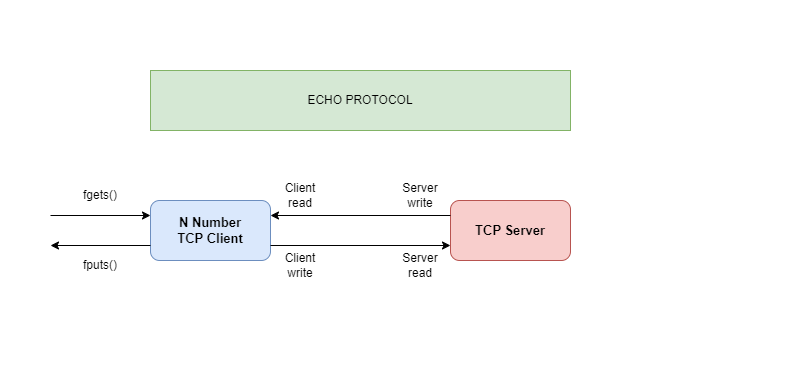 ECHO PROTOCOL
fgets()
Client
read
Server
write
N Number
TCP Client
TCP Server
fputs()
Client
write
Server
read